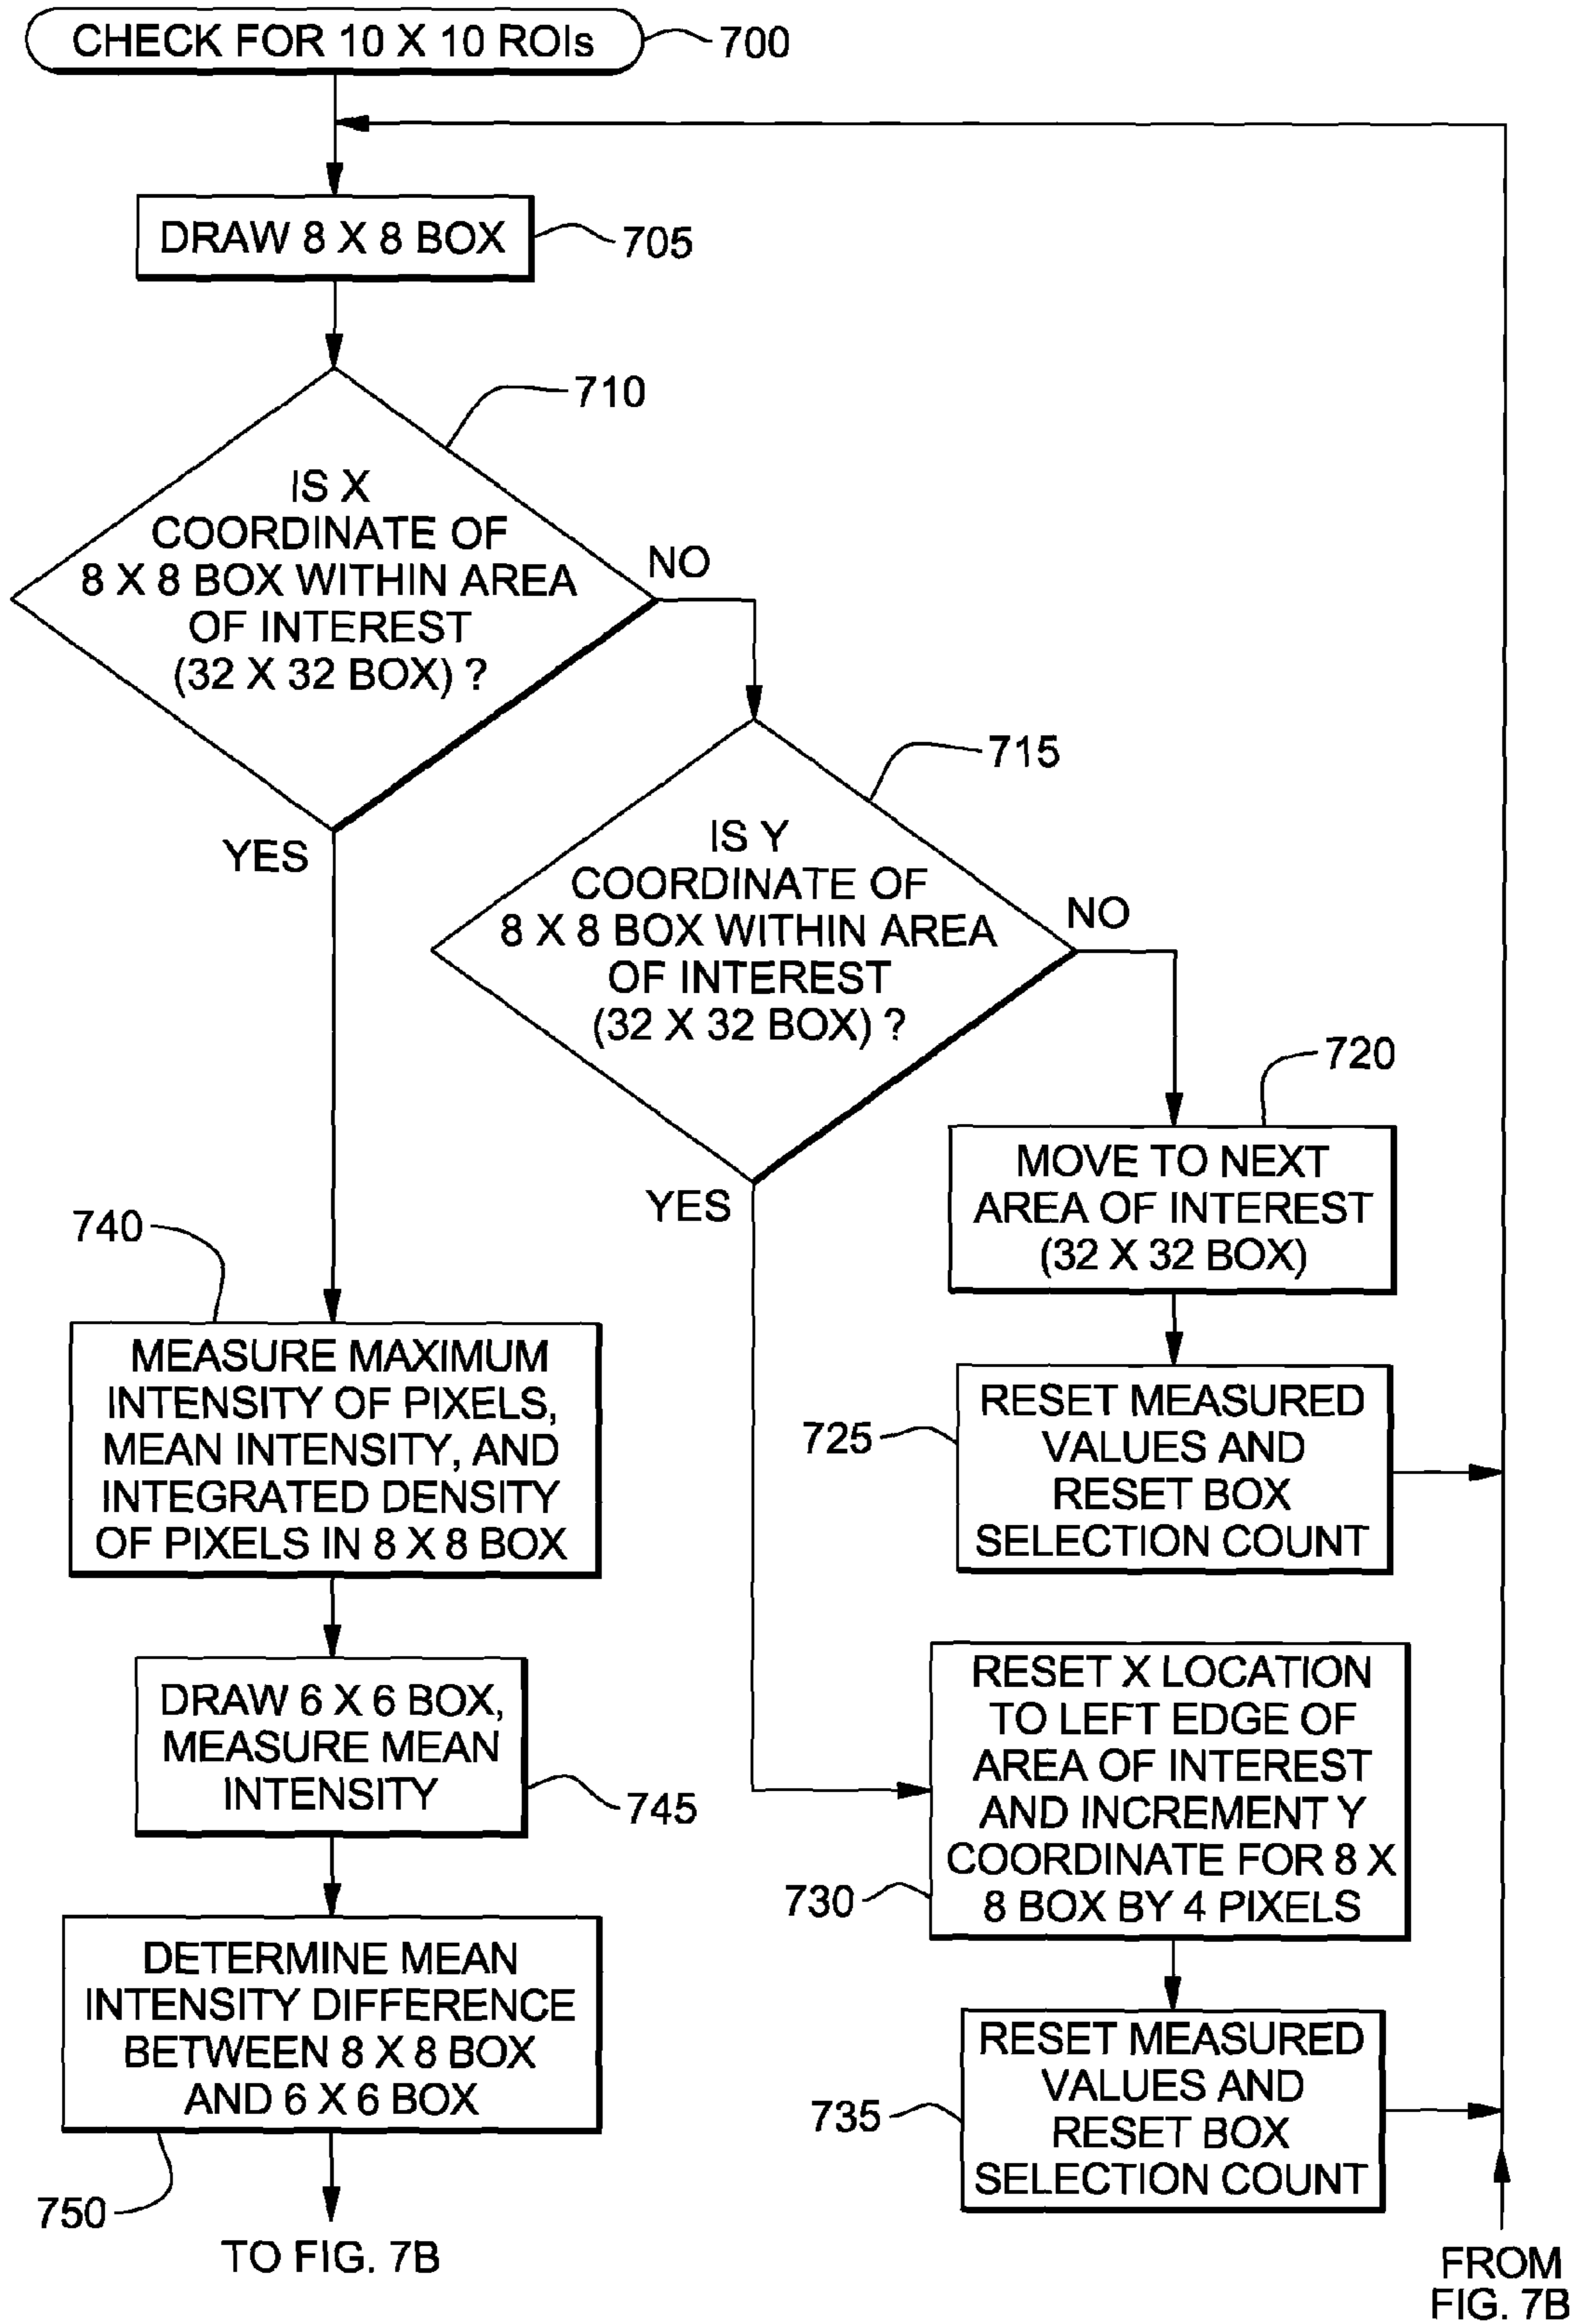 CHECK FOR 10 X 10 ROIs
700
DRAW 8 X 8 BOX
705
710
IS X
COORDINATE OF
8 X 8 BOX WITHIN AREA
OF INTEREST
(32 X 32 BOX) ?
NO
YES
715
IS Y
COORDINATE OF
8 X 8 BOX WITHIN AREA
OF INTEREST
(32 X 32 BOX) ?
NO
YES
720
MOVE TO NEXT
AREA OF INTEREST
(32 X 32 BOX)
725
RESET MEASURED
VALUES AND
RESET BOX
SELECTION COUNT
730
RESET X LOCATION
TO LEFT EDGE OF
AREA OF INTEREST
AND INCREMENT Y
COORDINATE FOR 8 X
8 BOX BY 4 PIXELS
735
RESET MEASURED
VALUES AND
RESET BOX
SELECTION COUNT
740
MEASURE MAXIMUM
INTENSITY OF PIXELS,
MEAN INTENSITY, AND
INTEGRATED DENSITY
OF PIXELS IN 8 X 8 BOX
DRAW 6 X 6 BOX,
MEASURE MEAN
INTENSITY
745
DETERMINE MEAN
INTENSITY DIFFERENCE
BETWEEN 8 X 8 BOX
AND 6 X 6 BOX
750
TO FIG. 7B
FROM
FIG. 7B